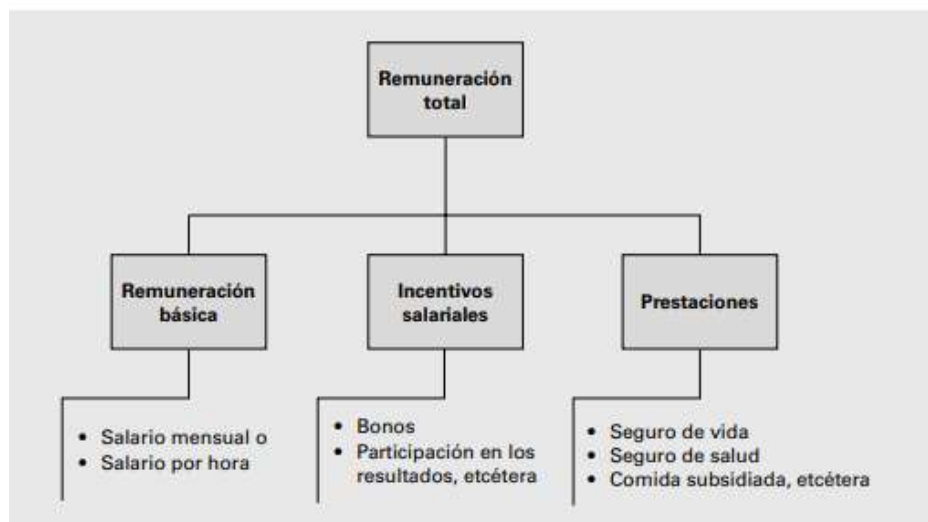 Remuneración
total
Remuneración
básica
Incentivos
salariales
Prestaciones
• Salario mensual o
• Salario por hora
• Bonos
• Participación en los
resultados, etcétera
• Seguro de vida
• Seguro de salud
• Comida subsidiada, etcétera